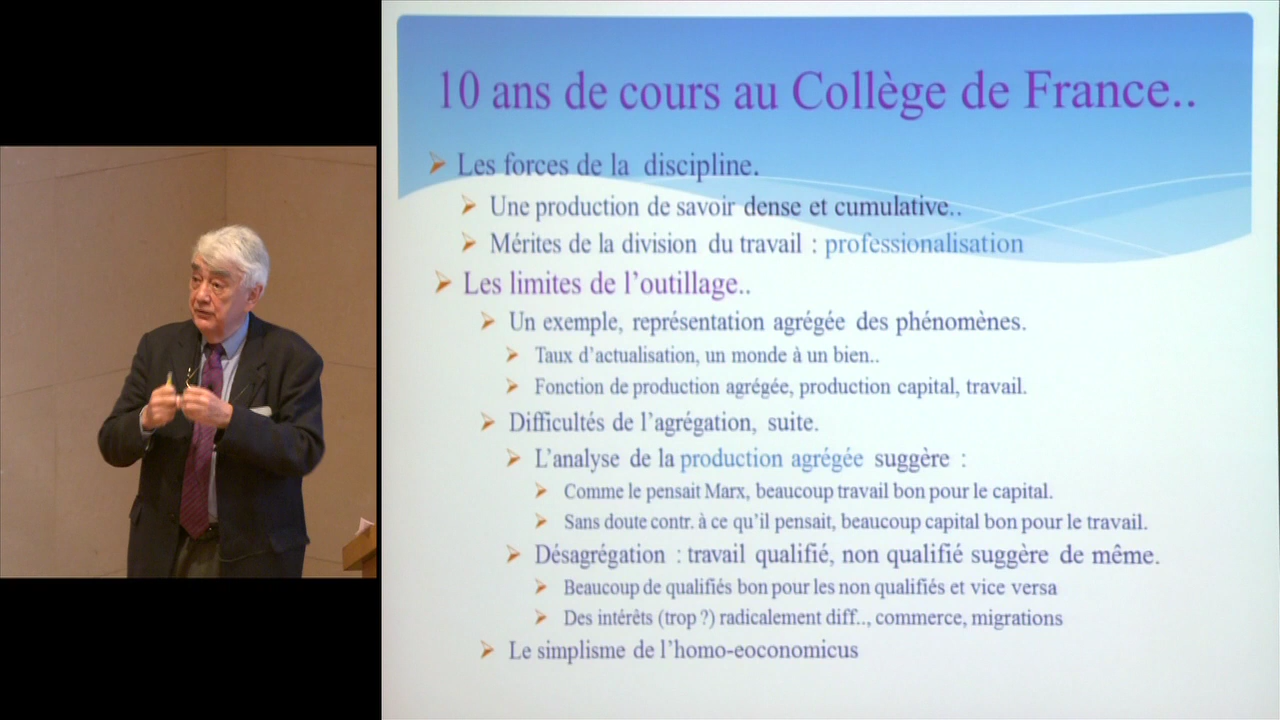 10 ans de cours au Collège de France..
Les forces de la discipline.
Une production de savoir dense et cumulative..
Mérites de la division du travail : professionalisation
Les limites de l'outillage..
Un exemple, représentation agrégée des phénomènes.
Taux d'actualisation, un monde à un bien..
Fonction de production agrégée, production capital, travail.
Difficultés de l'agrégation, suite.
L'analyse de la production agrégée suggère :
Comme le pensait Marx, beaucoup travail bon pour le capital.
Sans doute contr. à ce qu'il pensait, beaucoup capital bon pour le travail.
Désagrégation : travail qualifié, non qualifié suggère de même.
Beaucoup de qualifiés bon pour les non qualifiés et vice versa
Des intérêts (trop ?) radicalement diff.., commerce, migrations
Le simplisme de l'homo-eoconomicus